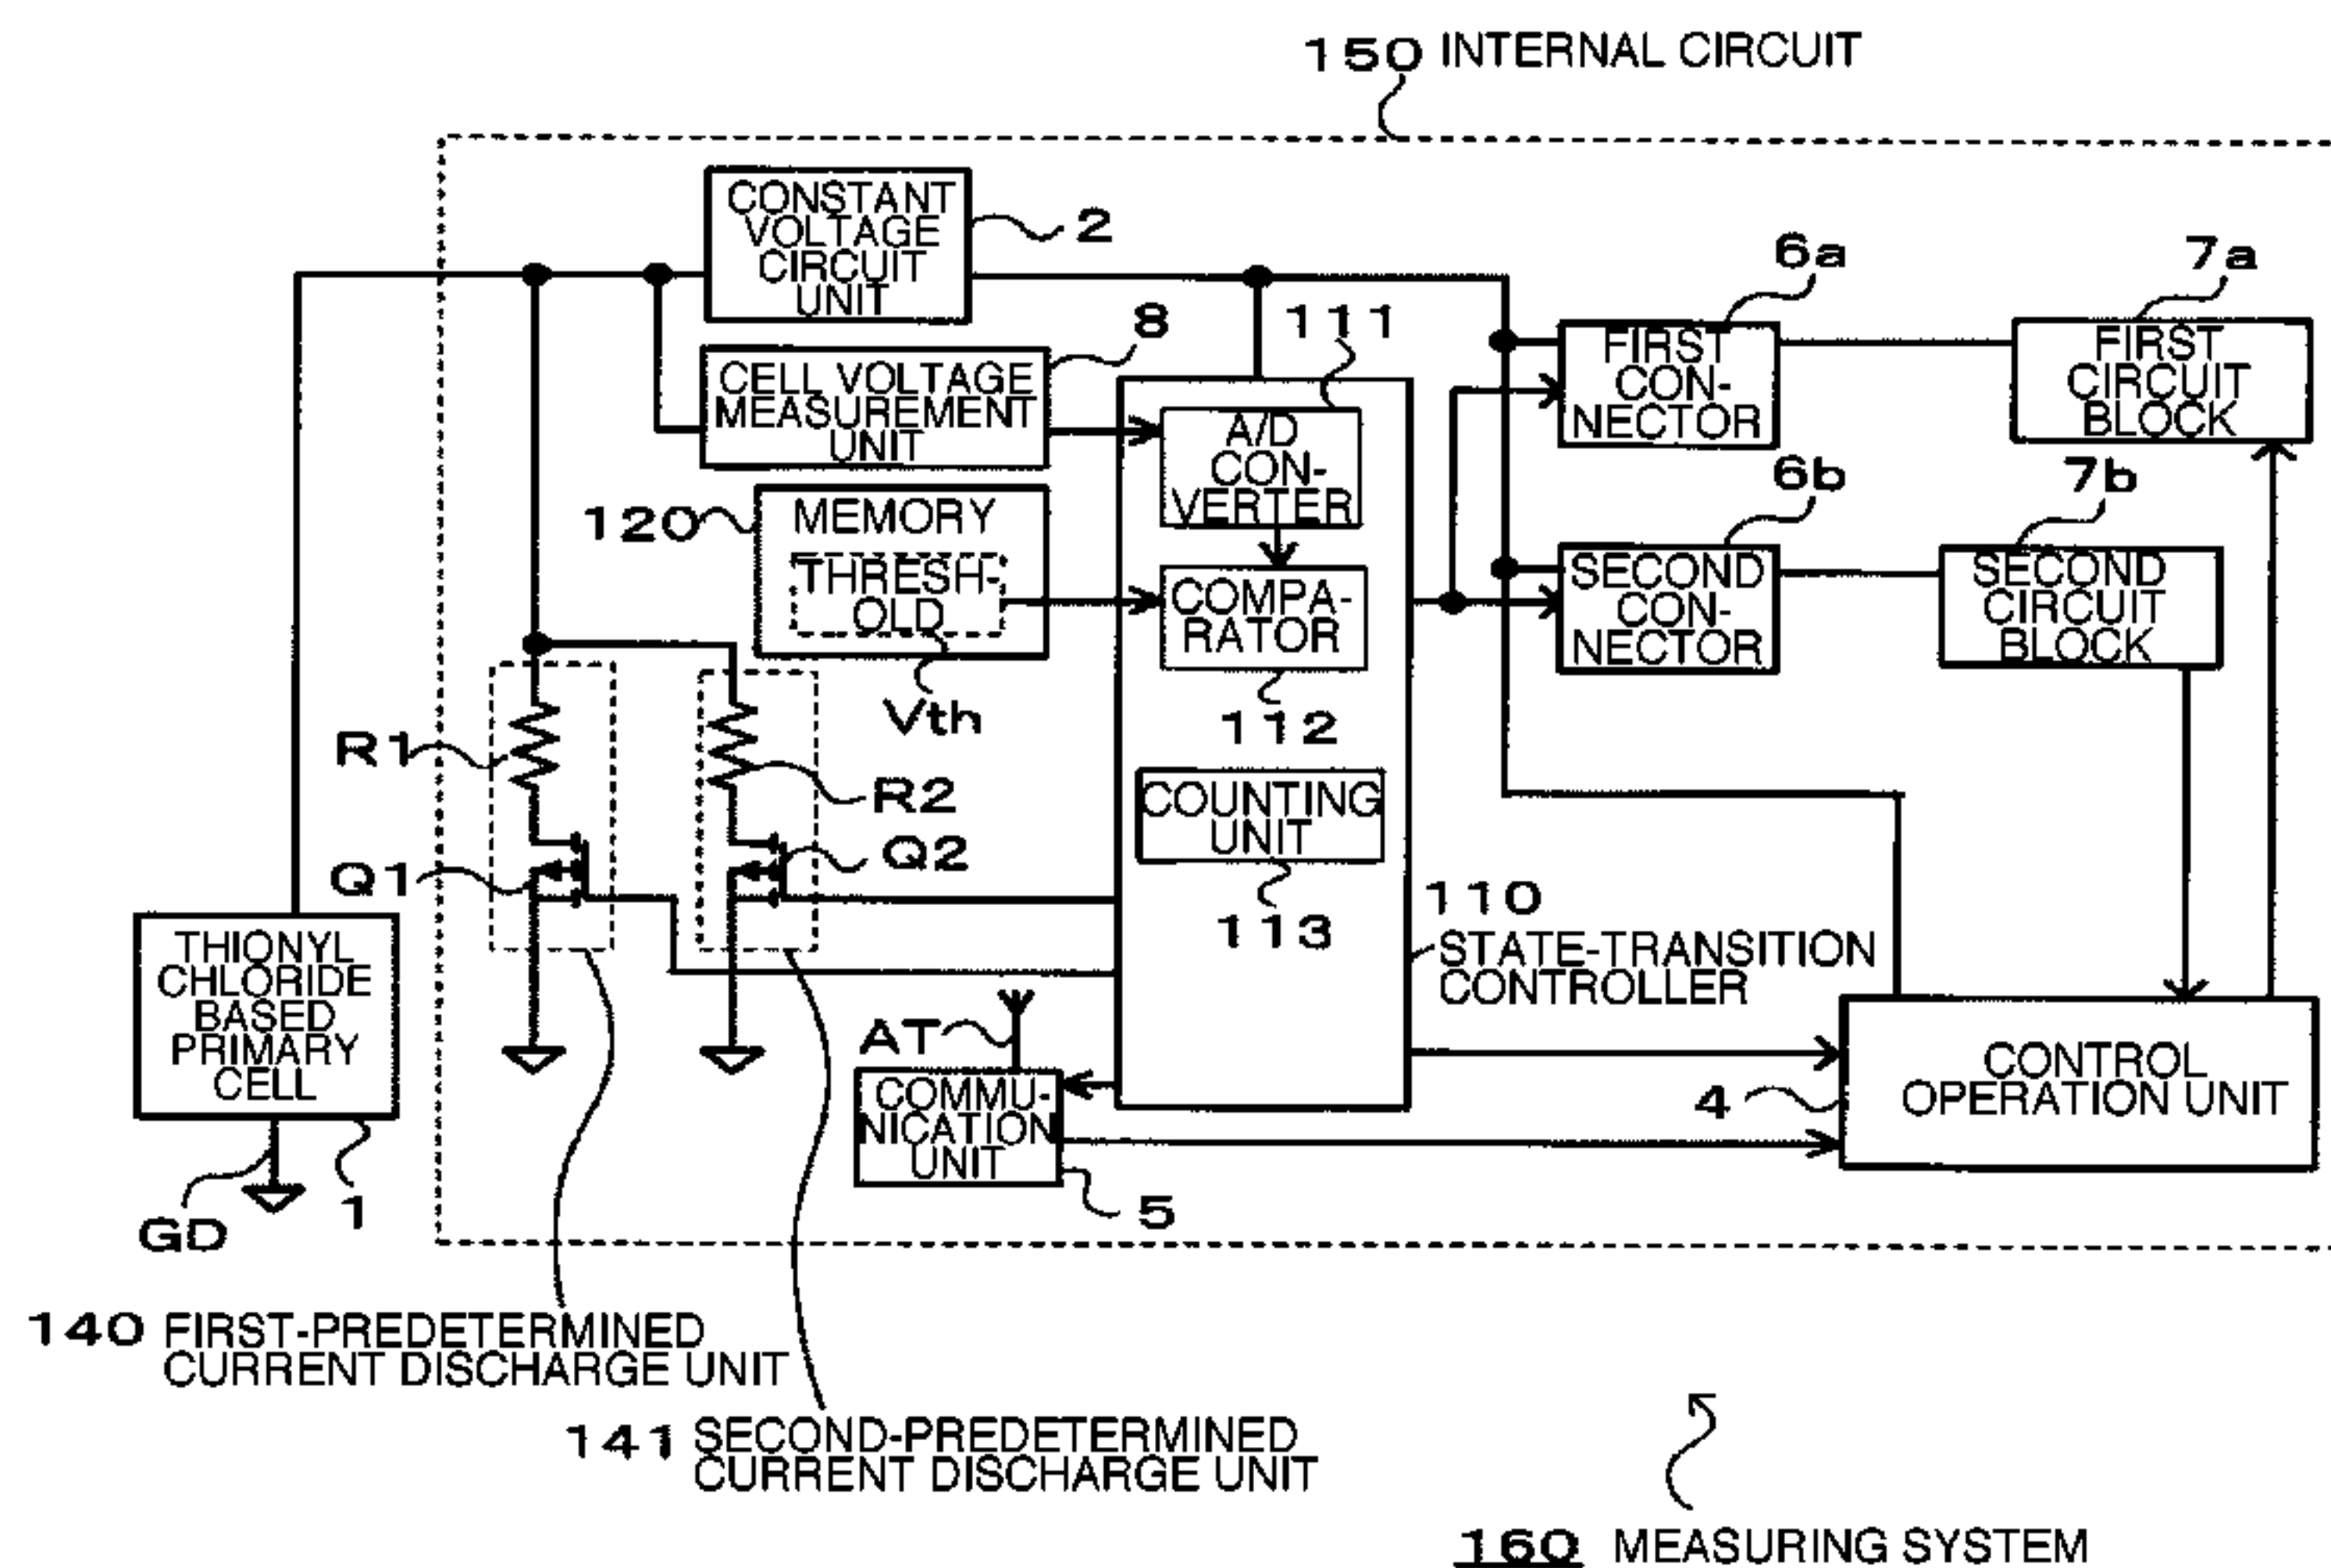 150 INTERNAL CIRCUIT
CONSTANT
VOLTAGE
CIRCUIT
UNIT
2
CELL VOLTAGE
MEASUREMENT
UNIT
8
111
A/D
CON-
VERTER
6a
FIRST
CON-
NECTOR
7a
FIRST
CIRCUIT
BLOCK
120
MEMORY
THRESH-
OLD
Vth
COMPA-
RATOR
112
6b
SECOND
CON-
NECTOR
7b
SECOND
CIRCUIT
BLOCK
R1
R2
Q1
Q2
COUNTING
UNIT
113
110
STATE-TRANSITION
CONTROLLER
THIONYL
CHLORIDE
BASED
PRIMARY
CELL
GD
1
AT
COMMU-
NICATION
UNIT
5
4
CONTROL
OPERATION UNIT
140 FIRST-PREDETERMINED
CURRENT DISCHARGE UNIT
141 SECOND-PREDETERMINED
CURRENT DISCHARGE UNIT
160 MEASURING SYSTEM